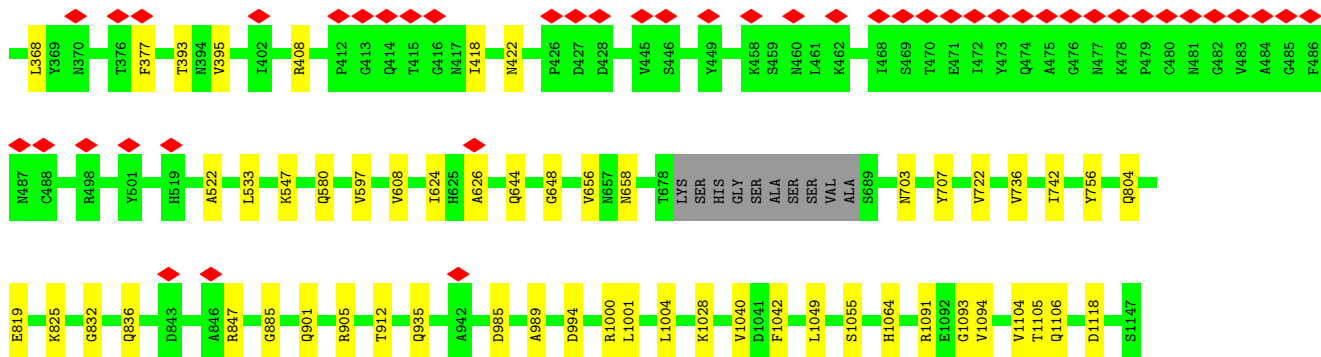 L368 Y369 N370 T376 F377 T393 N394 V395 I402 R408 P412 G413 Q414 T415 G416 N417 I418 N422 P426 D427 D428 V445 S446 Y449 K458 S459 N460 L461 K462 I468 S469 T470 E471 I472 Y473 Q474 A475 G476 N477 K478 P479 C480 N481 G482 V483 A484 G485 F486
N487 C488 R498 Y501 H519 A522 L533 K547 Q580 V597 V608 I624 H625 A626 Q644 G648 V656 N657 N658 T678 LYS SER HIS GLY SER ALA SER SER VAL ALA S689 N703 Y707 V722 V736 I742 Y756 Q804
E819 K825 G832 Q836 D843 A846 R847 G885 Q901 R905 T912 Q935 A942 D985 A989 D994 R1000 L1001 L1004 K1028 V1040 D1041 F1042 L1049 S1055 H1064 R1091 E1092 G1093 V1094 V1104 T1105 Q1106 D1118 S1147